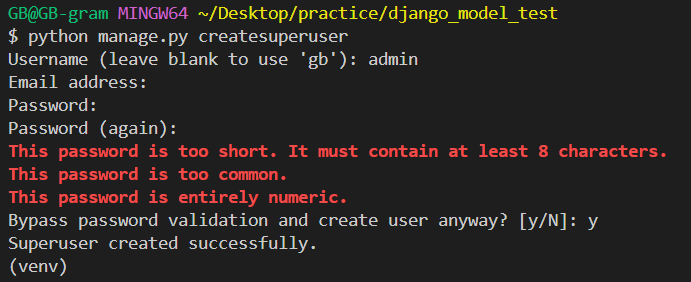 GB@GB-gram MINGW64 ~/Desktop/practice/django_model_test
$ python manage.py createsuperuser
Username (leave blank to use 'gb'): admin
Email address:
Password:
Password (again):
This password is too short. It must contain at least 8 characters.
This password is too common.
This password is entirely numeric.
Bypass password validation and create user anyway? [y/N]: y
Superuser created successfully.
(venv)